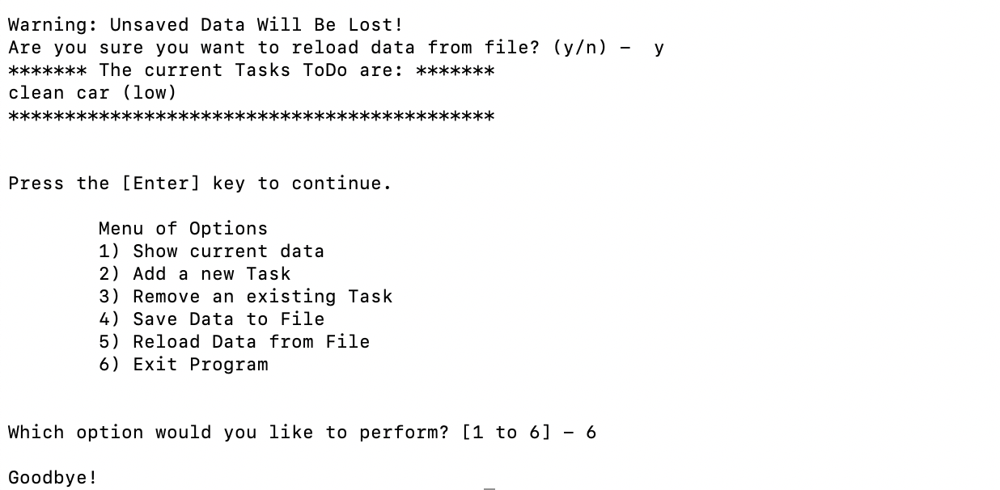 Warning: Unsaved Data Will Be Lost!
Are you sure you want to reload data from file? (y/n) –  y
******* The current Tasks ToDo are: *******
clean car (low)
*******************************************
Press the [Enter] key to continue.
Menu of Options
1) Show current data
2) Add a new Task
3) Remove an existing Task
4) Save Data to File
5) Reload Data from File
6) Exit Program
Which option would you like to perform? [1 to 6] – 6
Goodbye!